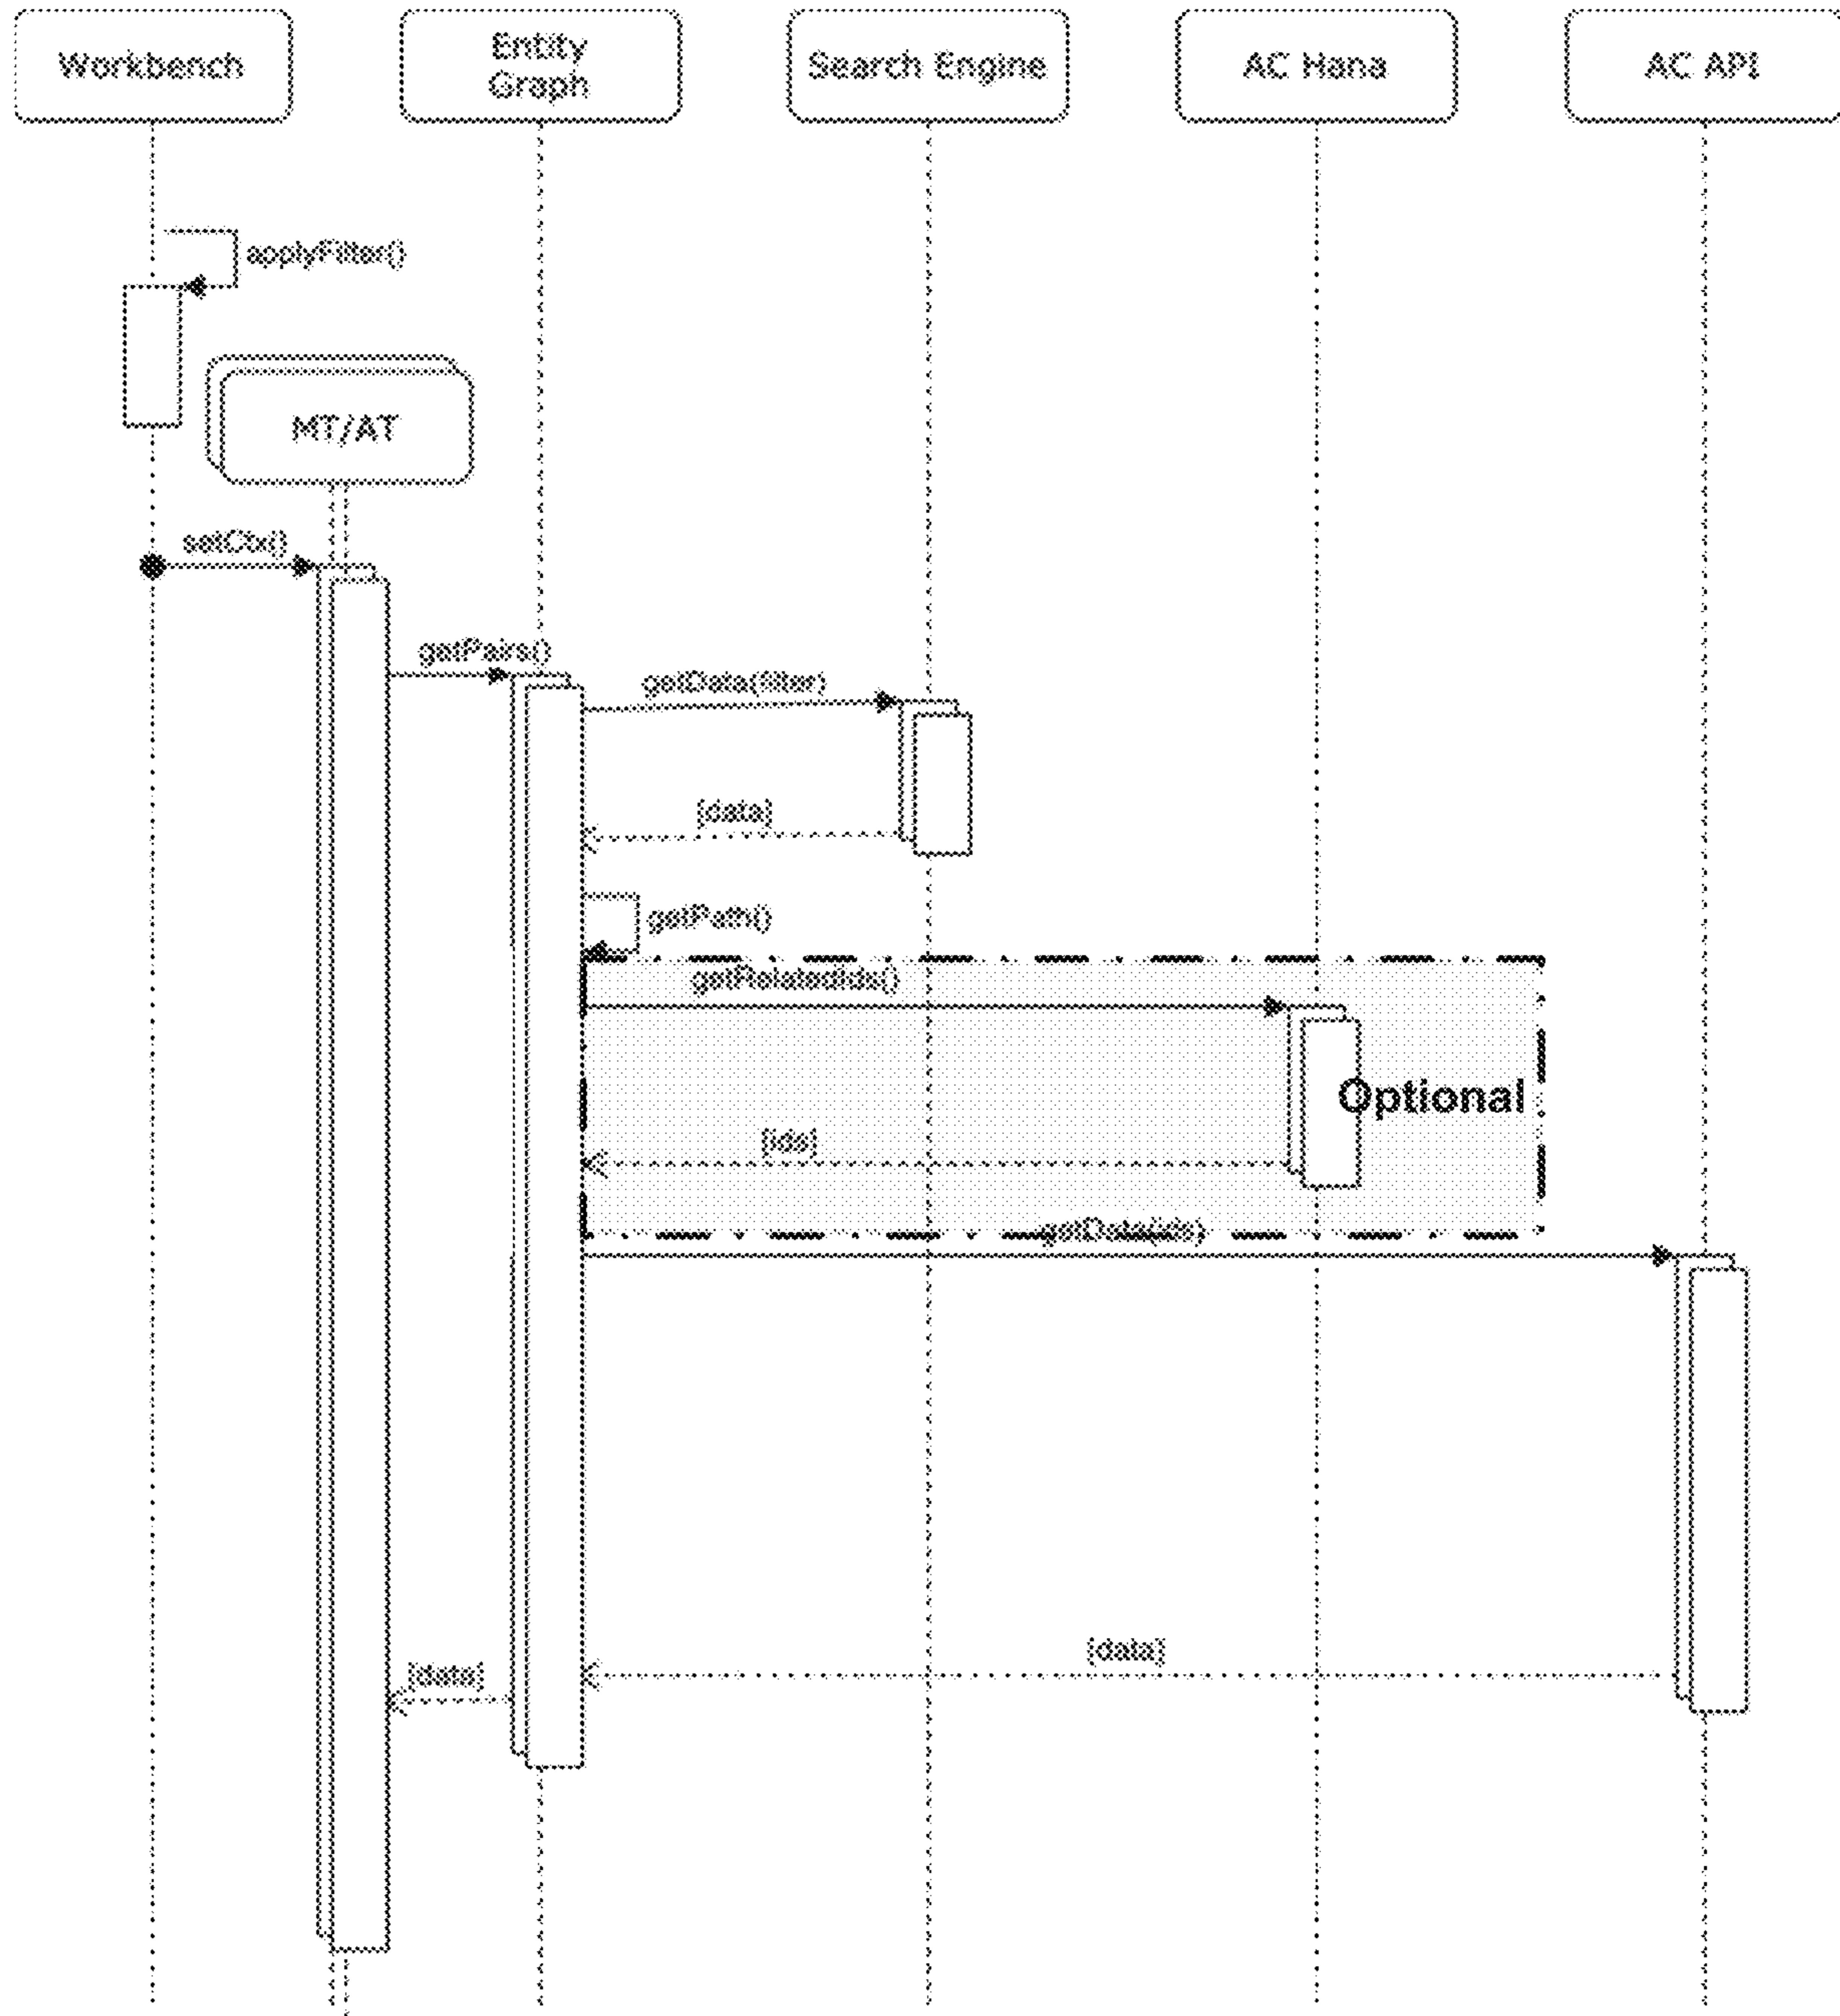 Workbench
Entity
Graph
Search Engine
AC Hana
AC API
applyFilter()
MT/AT
setCtx()
getPairs()
getData(filter)
[data]
getPath()
getRelatedIds()
Optional
[ids]
getData(ids)
[data]
[data]